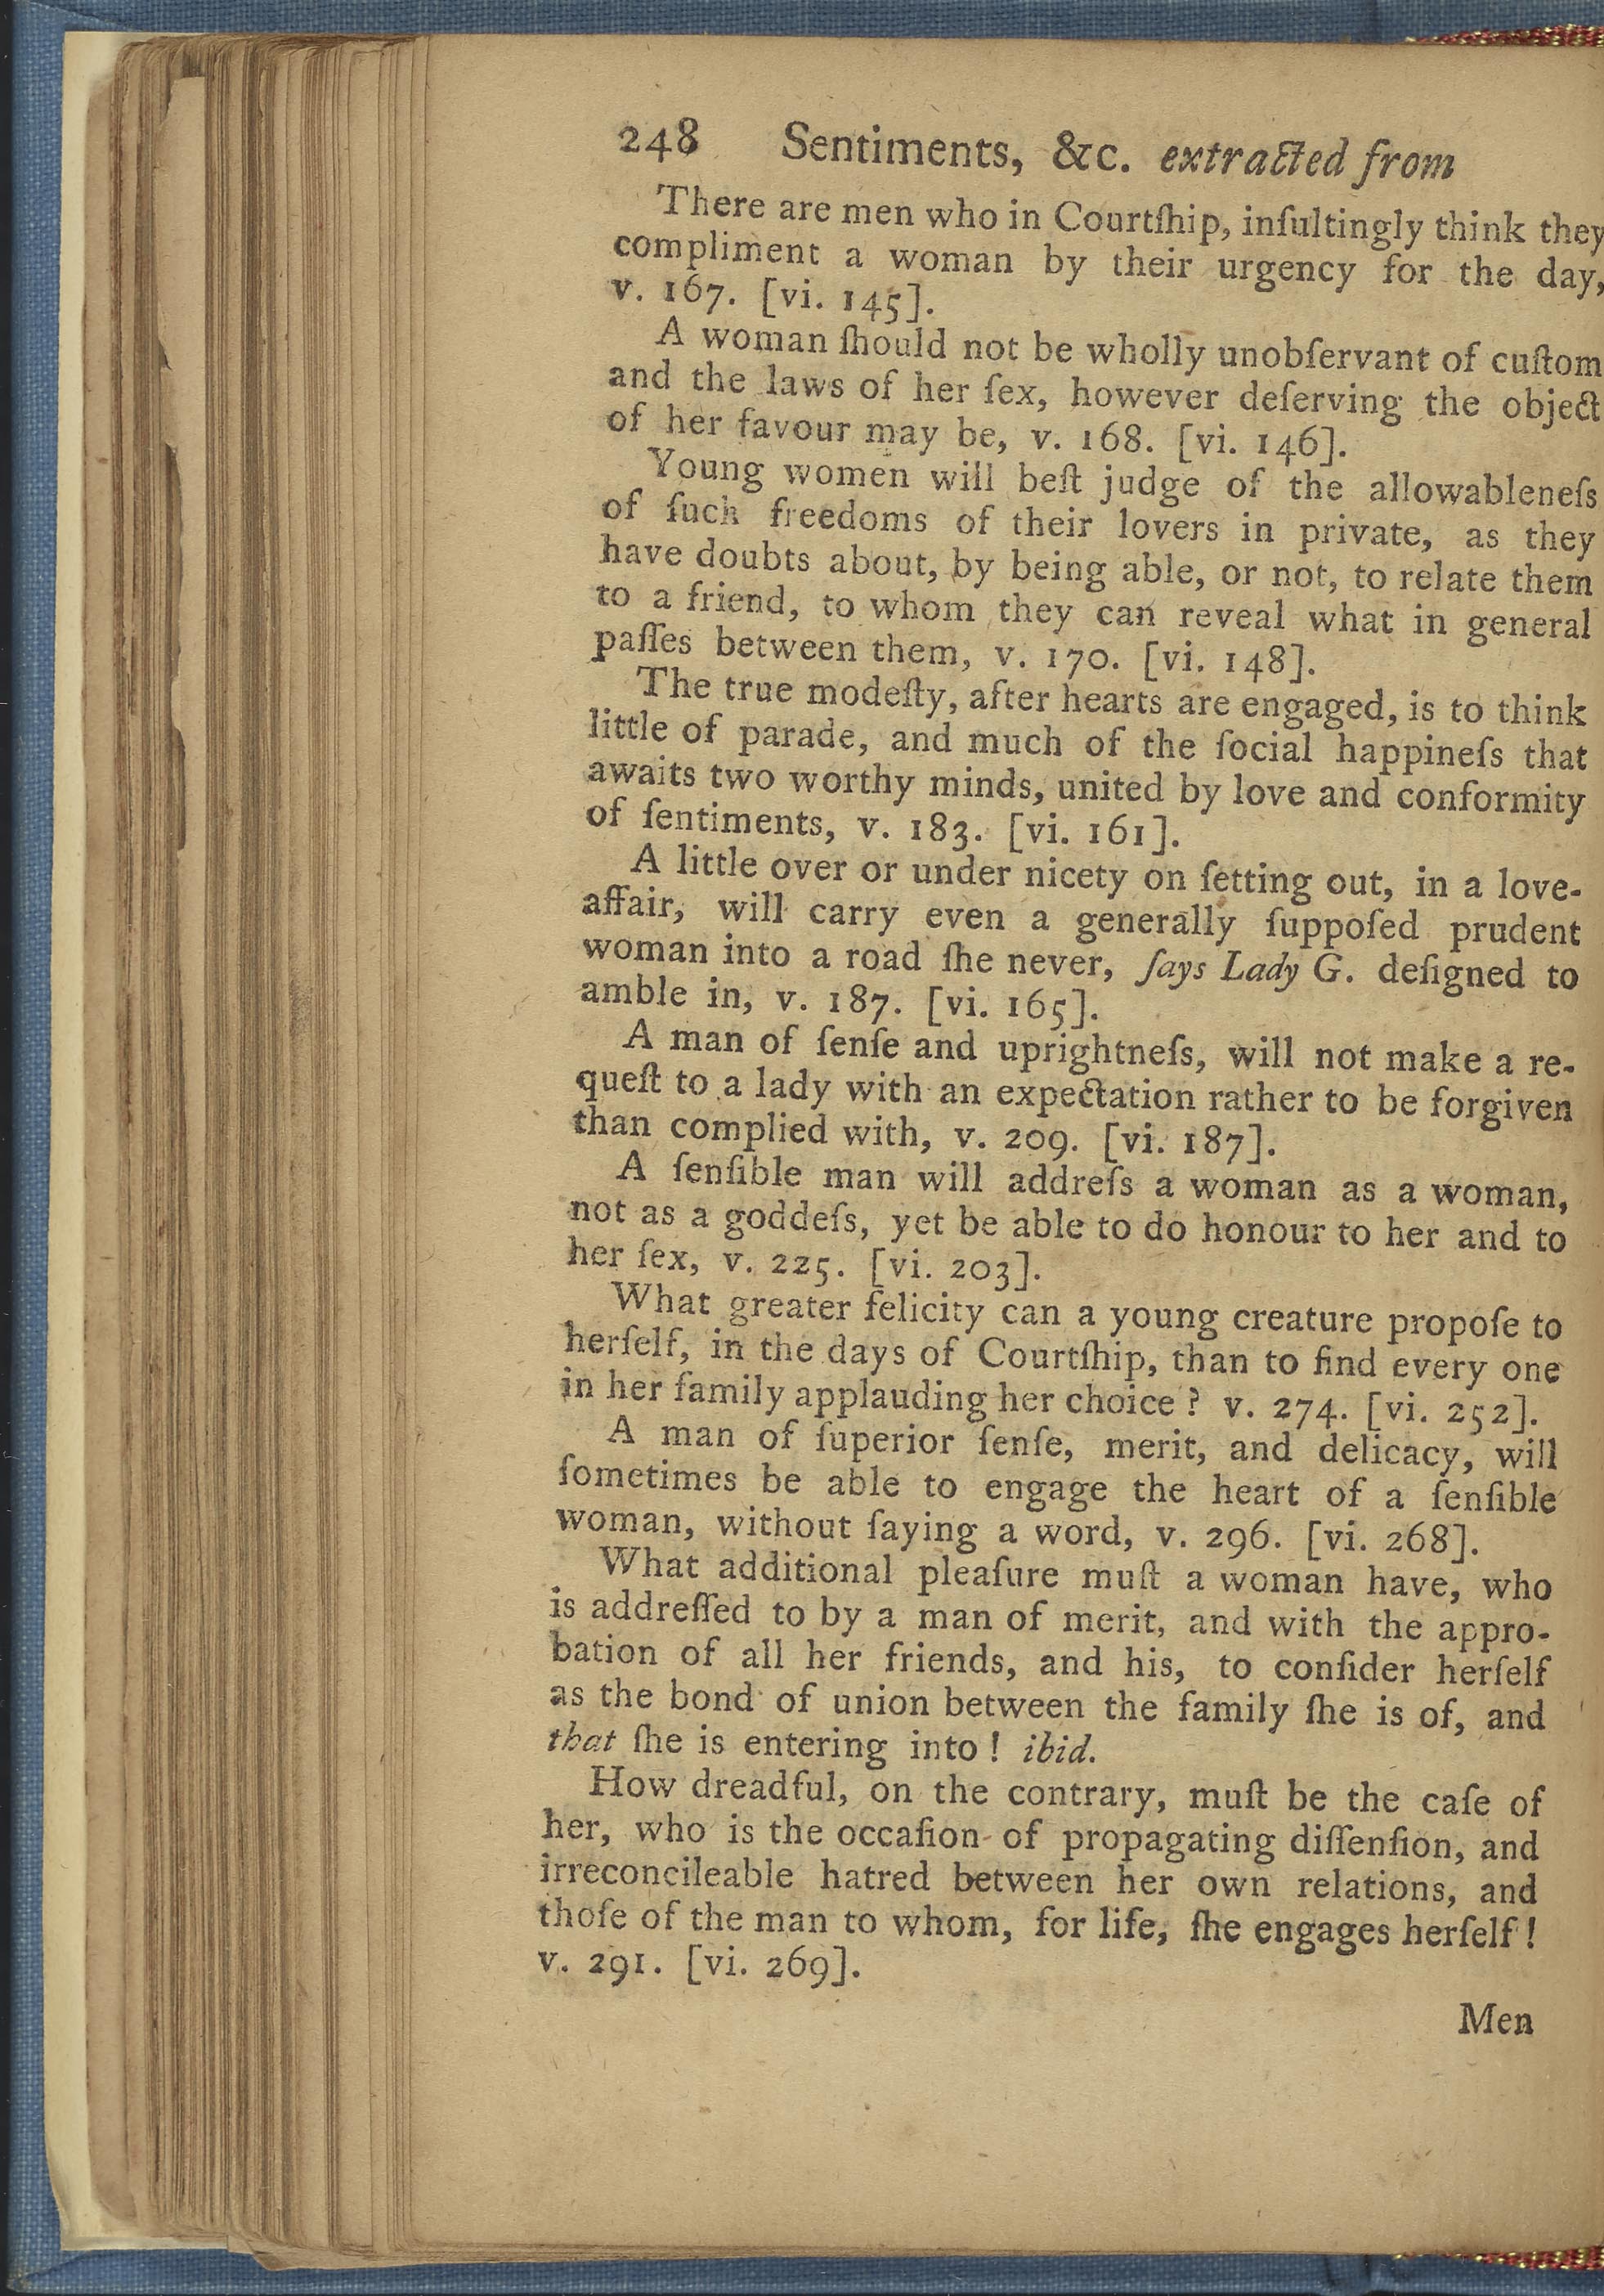 248 Sentiments, &c. extracted from
There are men who in Courtſhip, inſultingly think they
compliment a woman by their urgency for the day,
v. 167. [vi. 145].
A woman ſhould not be wholly unobſervant of cuſtom
and the laws of her ſex, however deſerving the object
of her favour may be, v. 168. [vi. 146].
Young women will beſt judge of the allowableneſs
of ſuch freedoms of their lovers in private, as they
have doubts about, by being able, or not, to relate them
to a friend, to whom they can reveal what in general
paſſes between them, v. 170. [vi. 148].
The true modeſty, after hearts are engaged, is to think
little of parade, and much of the ſocial happineſs that
awaits two worthy minds, united by love and conformity
of ſentiments, v. 183. [vi. 161].
A little over or under nicety on ſetting out, in a love-
affair, will carry even a generally ſuppoſed prudent
woman into a road ſhe never, ſays Lady G. deſigned to
amble in, v. 187. [vi. 165].
A man of ſenſe and uprightneſs, will not make a re-
queſt to a lady with an expectation rather to be forgiven
than complied with, v. 209. [vi. 187].
A ſenſible man will addreſs a woman as a woman,
not as a goddeſs, yet be able to do honour to her and to
her ſex, v. 225. [vi. 203].
What greater felicity can a young creature propoſe to
herſelf, in the days of Courtſhip, than to find every one
in her family applauding her choice? v. 274. [vi. 252].
A man of ſuperior ſenſe, merit, and delicacy, will
ſometimes be able to engage the heart of a ſenſible
woman, without ſaying a word, v. 296. [vi. 268].
What additional pleaſure muſt a woman have, who
is addreſſed to by a man of merit, and with the appro-
bation of all her friends, and his, to conſider herſelf
as the bond of union between the family ſhe is of, and
that ſhe is entering into! ibid.
How dreadful, on the contrary, muſt be the caſe of
her, who is the occaſion of propagating diſſenſion, and
irreconcileable hatred between her own relations, and
thoſe of the man to whom, for life, ſhe engages herſelf!
v. 291. [vi. 269].
Men